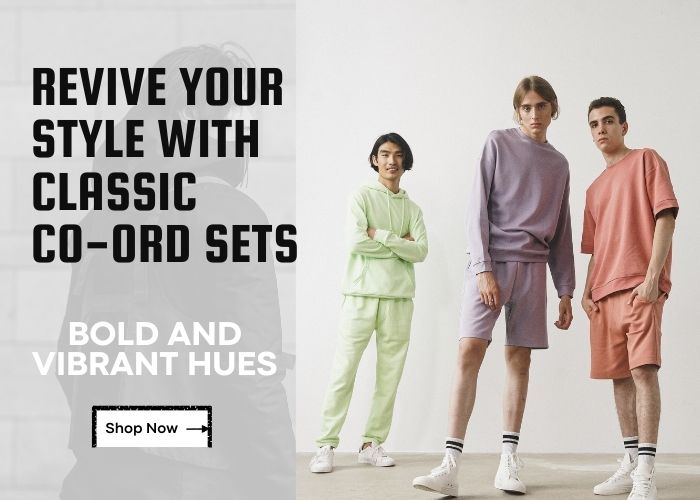 REVIVE YOUR
STYLE WITH
CLASSIC
CO-ORD SETS
BOLD AND
VIBRANT HUES
Shop Now